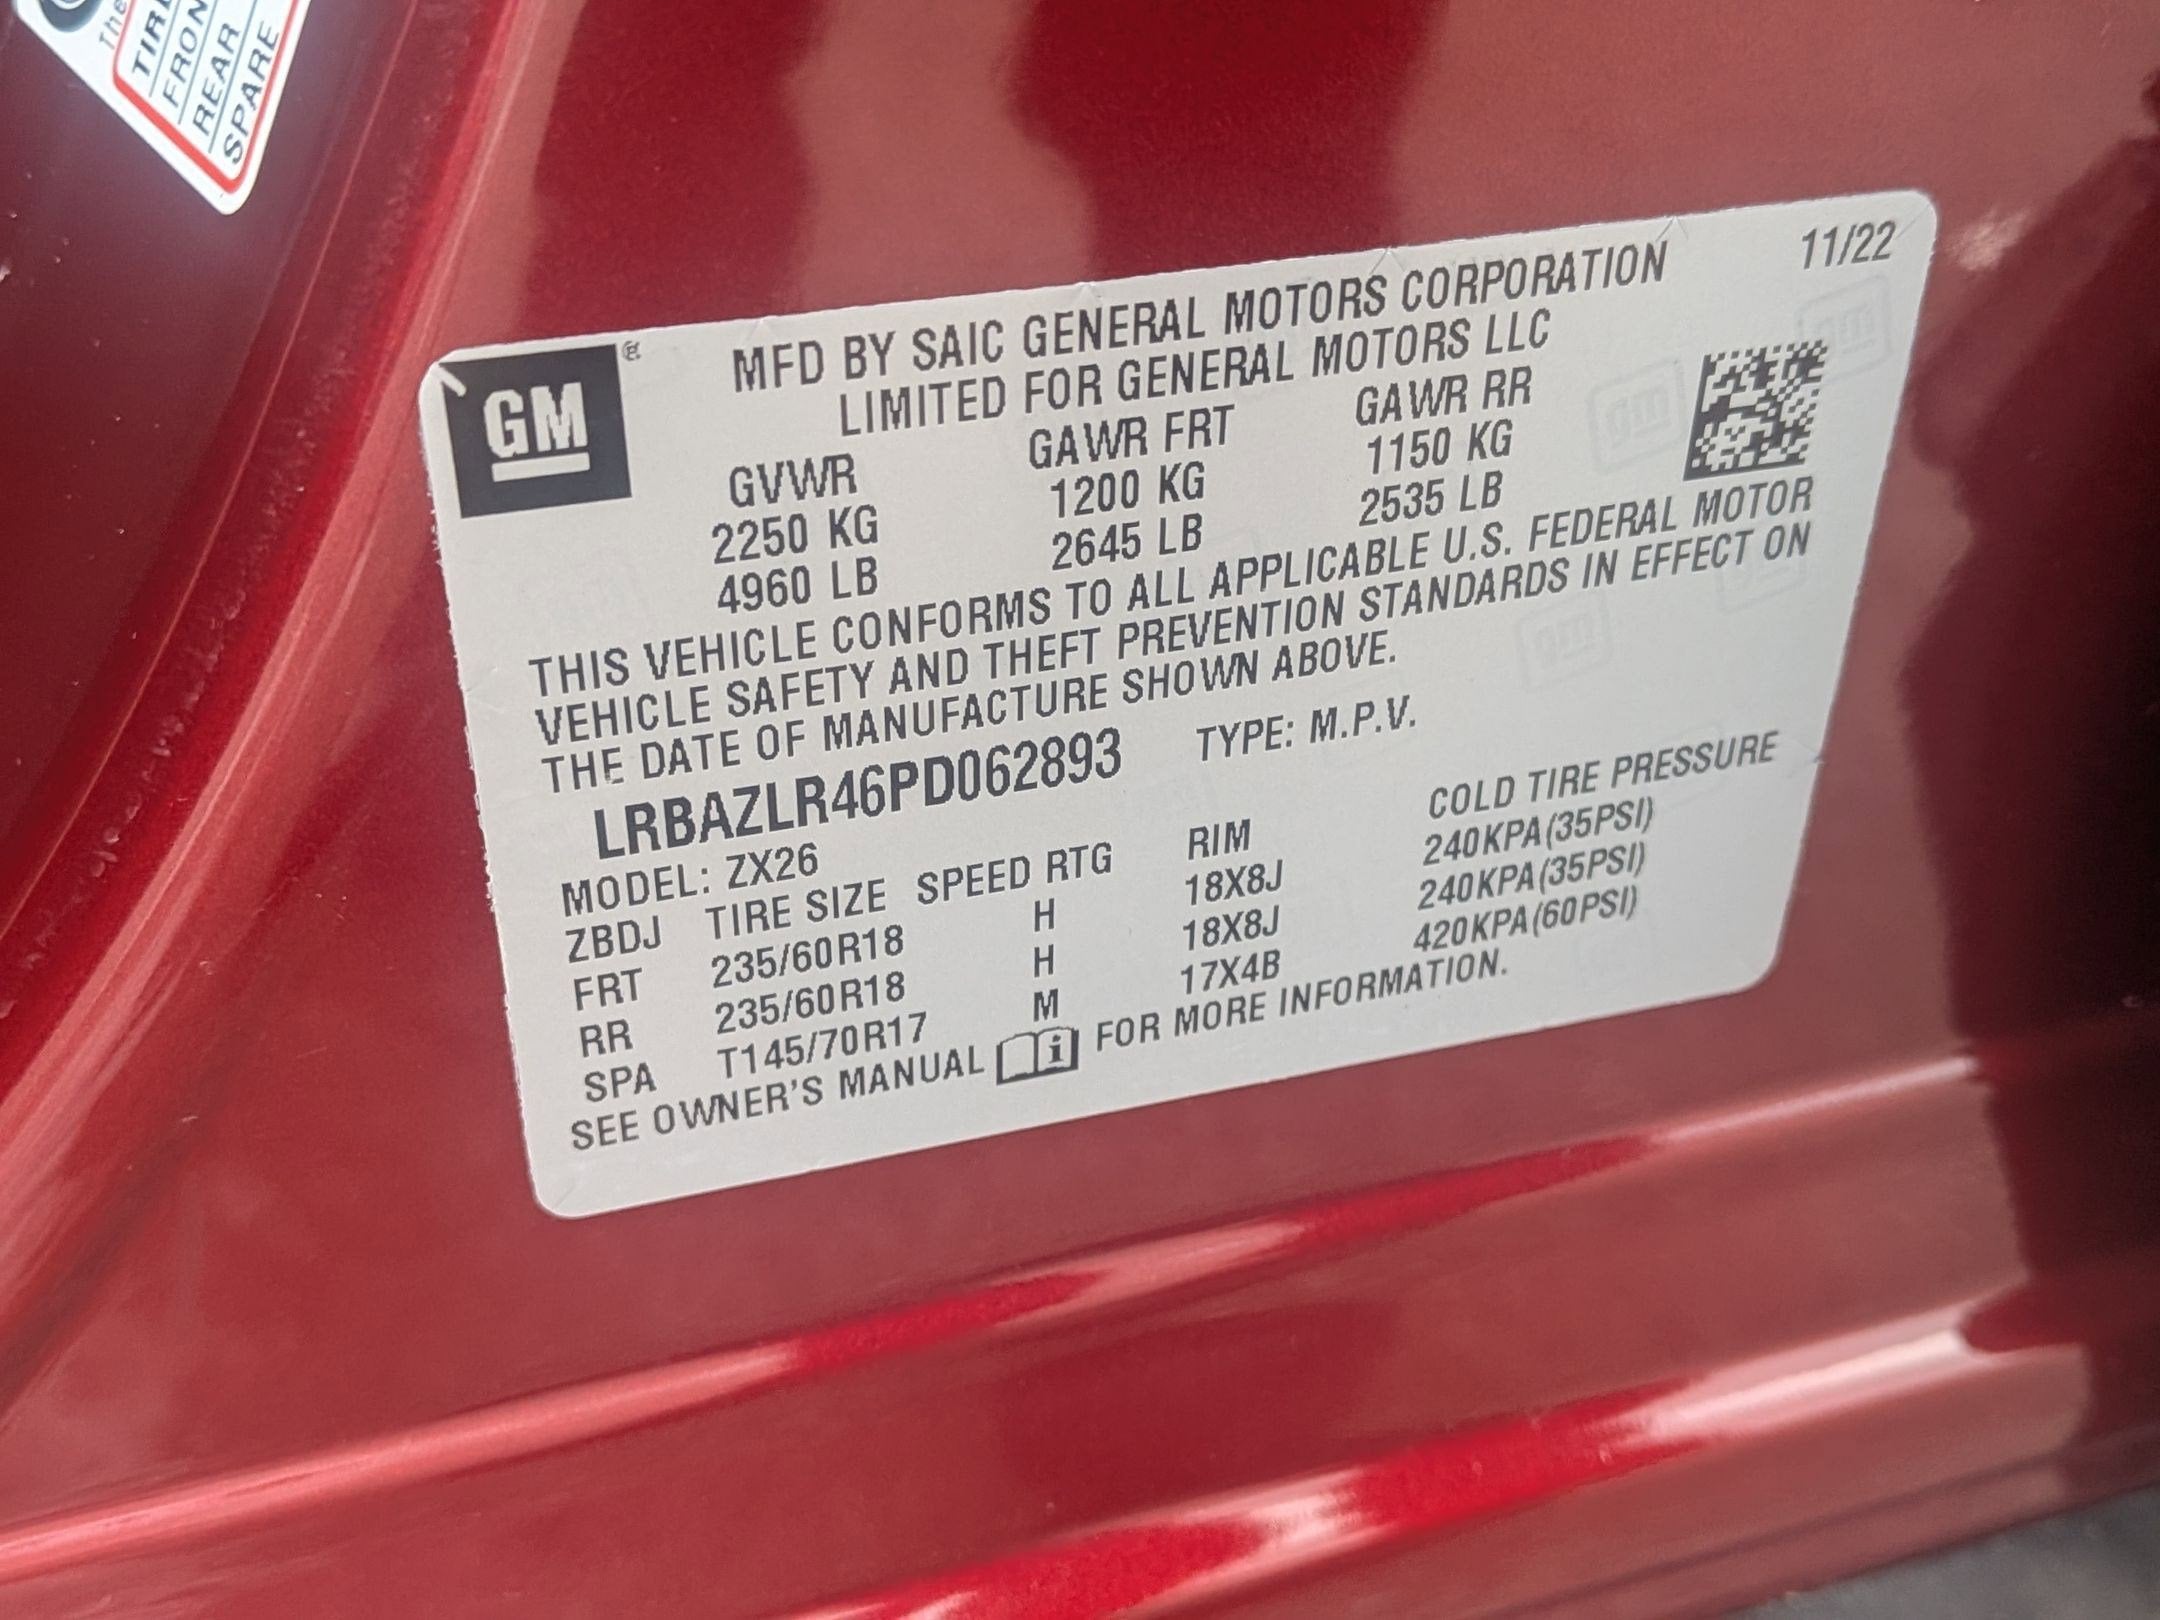 The
TIRE
FRON
REAR
SPARE
GM
MFD BY SAIC GENERAL MOTORS CORPORATION 11/22
LIMITED FOR GENERAL MOTORS LLC
GVWR GAWR FRT GAWR RR
2250 KG 1200 KG 1150 KG
4960 LB 2645 LB 2535 LB
THIS VEHICLE CONFORMS TO ALL APPLICABLE U.S. FEDERAL MOTOR
VEHICLE SAFETY AND THEFT PREVENTION STANDARDS IN EFFECT ON
THE DATE OF MANUFACTURE SHOWN ABOVE.
LRBAZLR46PD062893 TYPE: M.P.V.
MODEL: ZX26
ZBDJ TIRE SIZE SPEED RTG RIM COLD TIRE PRESSURE
FRT 235/60R18 H 18X8J 240KPA(35PSI)
RR 235/60R18 H 18X8J 240KPA(35PSI)
SPA T145/70R17 M 17X4B 420KPA(60PSI)
SEE OWNER'S MANUAL FOR MORE INFORMATION.